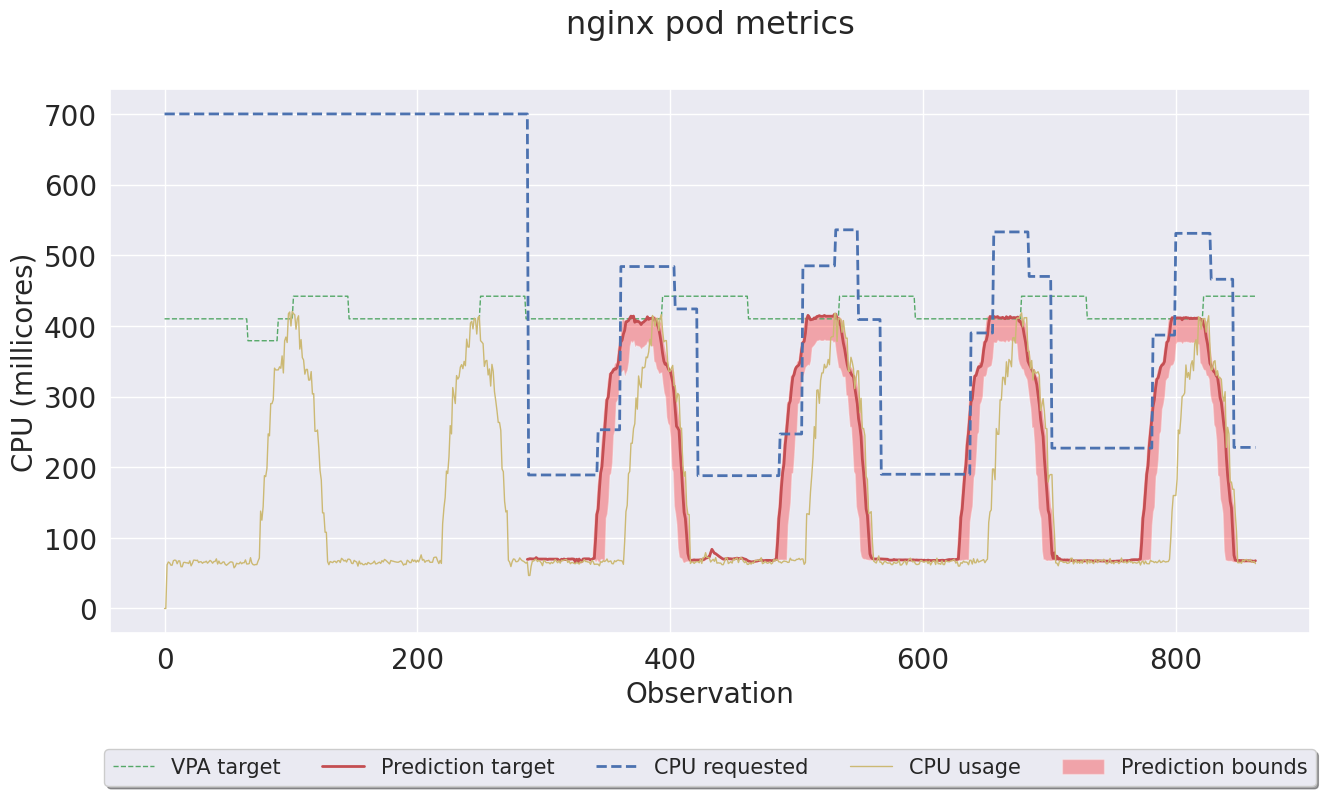 nginx pod metrics
CPU (millicores)
700
600
500
400
300
200
100
0
0 200 400 600 800
Observation
VPA target Prediction target CPU requested CPU usage Prediction bounds